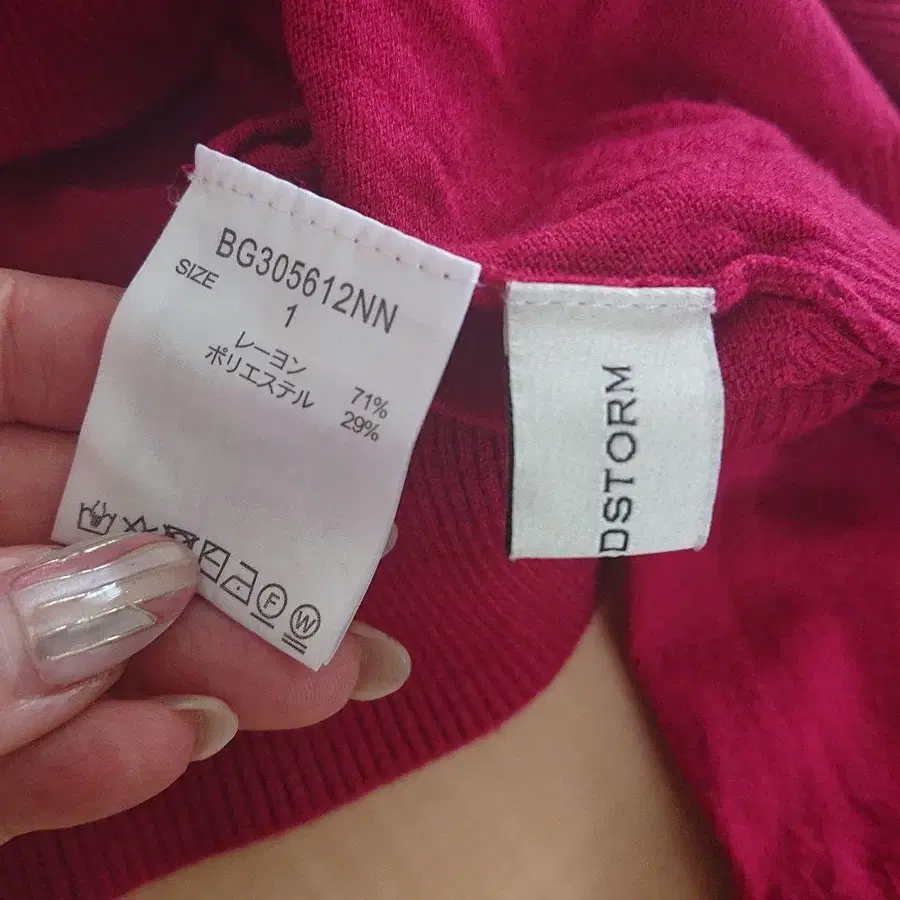 BG305612NN
SIZE
1
レーヨン 71%
ポリエステル 29%
F W
DSTORM